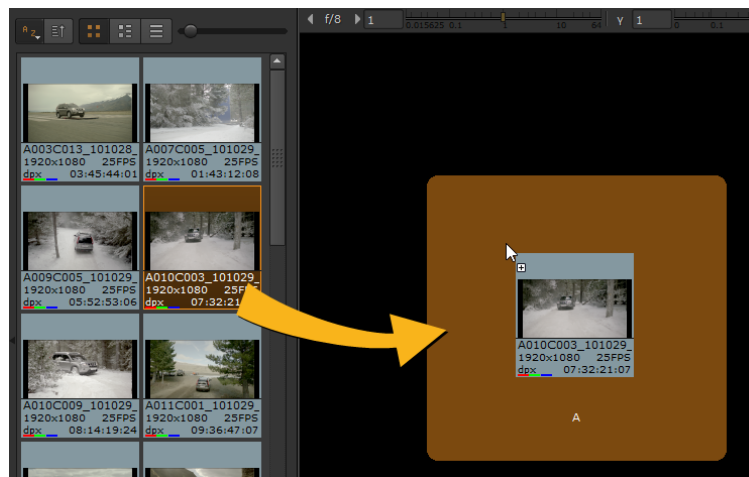 A Z
f/8 1 0.015625 0.1 1 10 64 y 1 0 0.1
A003C013_101028_ A007C005_101029_
1920x1080 25FPS 1920x1080 25FPS
dpx 03:45:44:01 dpx 01:43:12:08
A009C005_101029_ A010C003_101029_
1920x1080 25FPS 1920x1080 25FPS
dpx 05:52:53:06 dpx 07:32:21
A010C009_101029_ A011C001_101029_
1920x1080 25FPS 1920x1080 25FPS
dpx 08:14:19:24 dpx 09:36:47:07
A010C003_101029_
1920x1080 25FPS
dpx 07:32:21:07
A